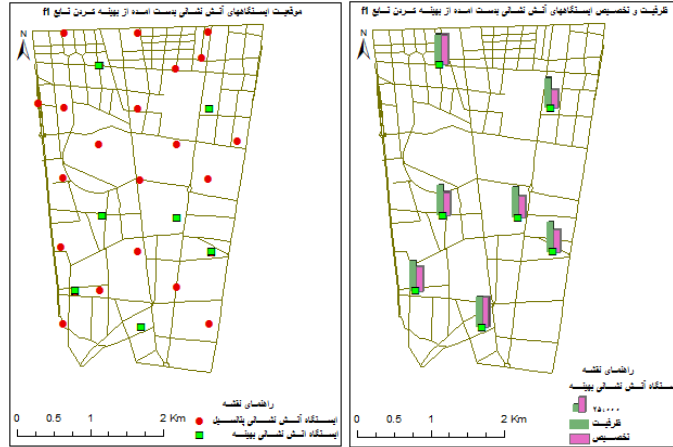 موقعیت ایستگاههای آتش نشانی بدست آمده از بهینه کردن تابع f1
N
راهنمای نقشه
ایستگاه آتش نشانی پتانسیل
ایستگاه آتش نشانی بهینه
0 0.5 1 2 Km
ظرفیت و تخصیص ایستگاههای آتش نشانی بدست آمده از بهینه کردن تابع f1
N
راهنمای نقشه
ستگاه آتش نشانی بهینه
۲۵،۰۰۰
ظرفیت
تخصیص
0 0.5 1 2 Km